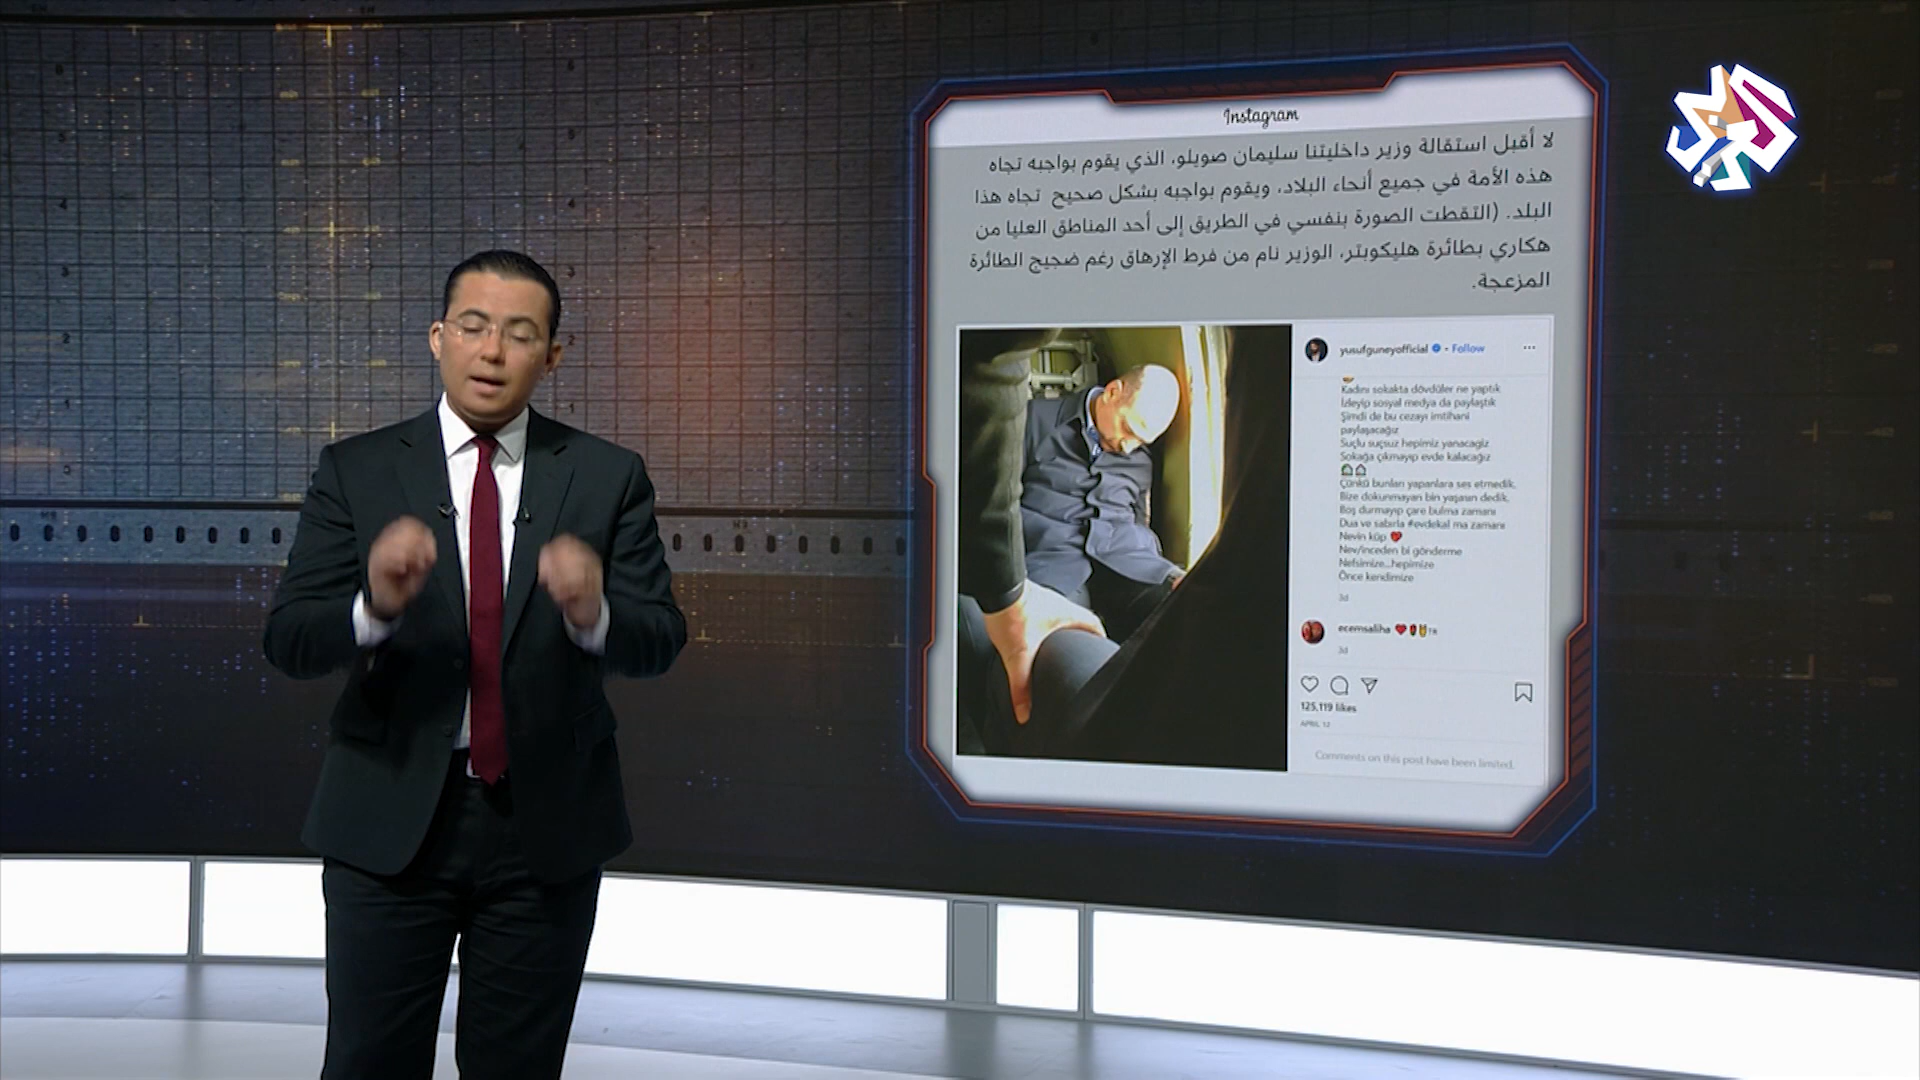 Instagram
لا أقبل استقالة وزير داخليتنا سليمان صويلو، الذي يقوم بواجبه تجاه
هذه الأمة في جميع أنحاء البلاد، ويقوم بواجبه بشكل صحيح تجاه هذا
البلد. (التقطت الصورة بنفسي في الطريق إلى أحد المناطق العليا من
هكاري بطائرة هليكوبتر، الوزير نام من فرط الإرهاق رغم ضجيج الطائرة
المزعجة.
yusufguneyofficial - Follow
Kadını sokakta dövdüler ne yaptık
İzleyip sosyal medya da paylaştık
Şimdi de bu cezayı imtihani
paylaşacağız
Suçlu suçsuz hepimiz yanacagiz
Sokağa çıkmayıp evde kalacağız
Çünkü bunları yapanlara ses etmedik.
Bize dokunmayan bin yaşasın dedik.
Boş durmayıp çare bulma zamanı
Dua ve sabırla #evdekal ma zamanı
Nevin küp ❤️
Nev/inceden bi gönderme
Nefsimize...hepimize
Önce kendimize
3d
ecemsaliha
3d
125,119 likes
APRIL 12
Comments on this post have been limited.